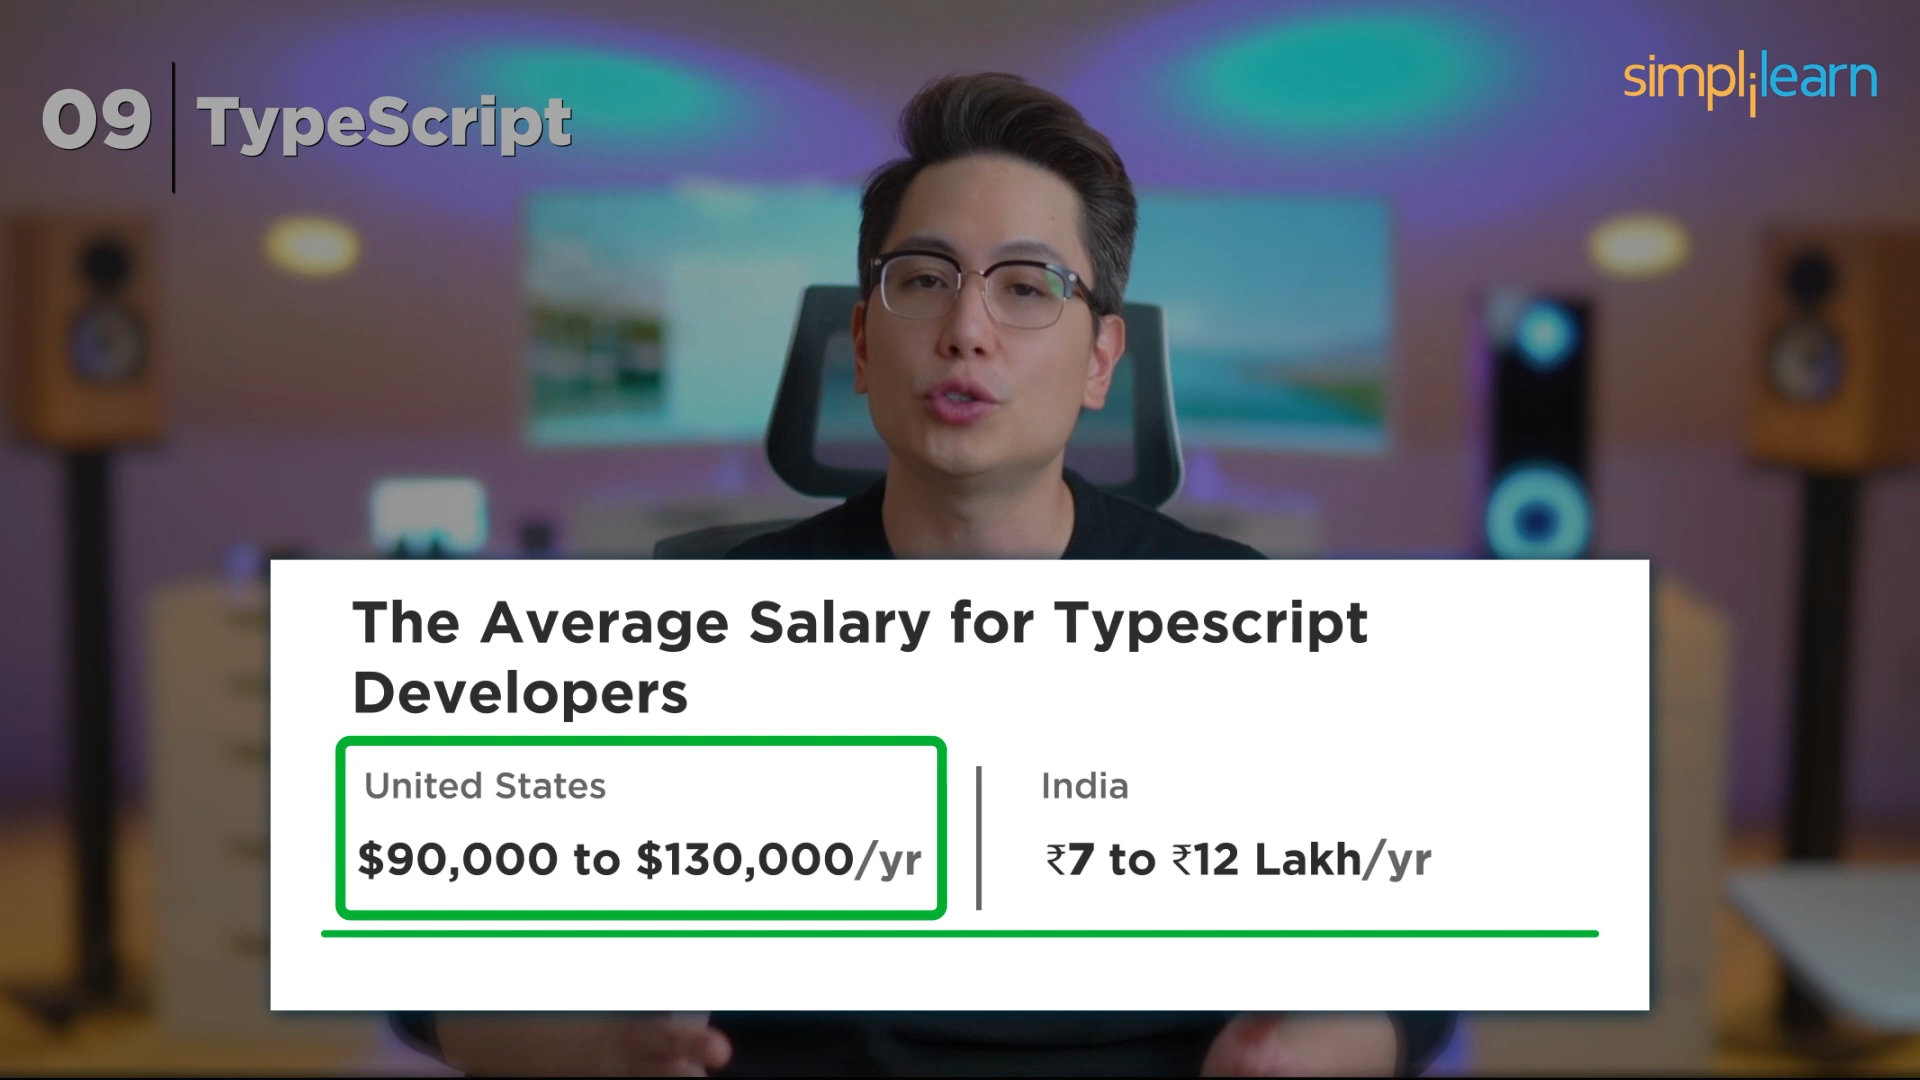 09 TypeScript
simplilearn
The Average Salary for Typescript
Developers
United States
$90,000 to $130,000/yr
India
₹7 to ₹12 Lakh/yr